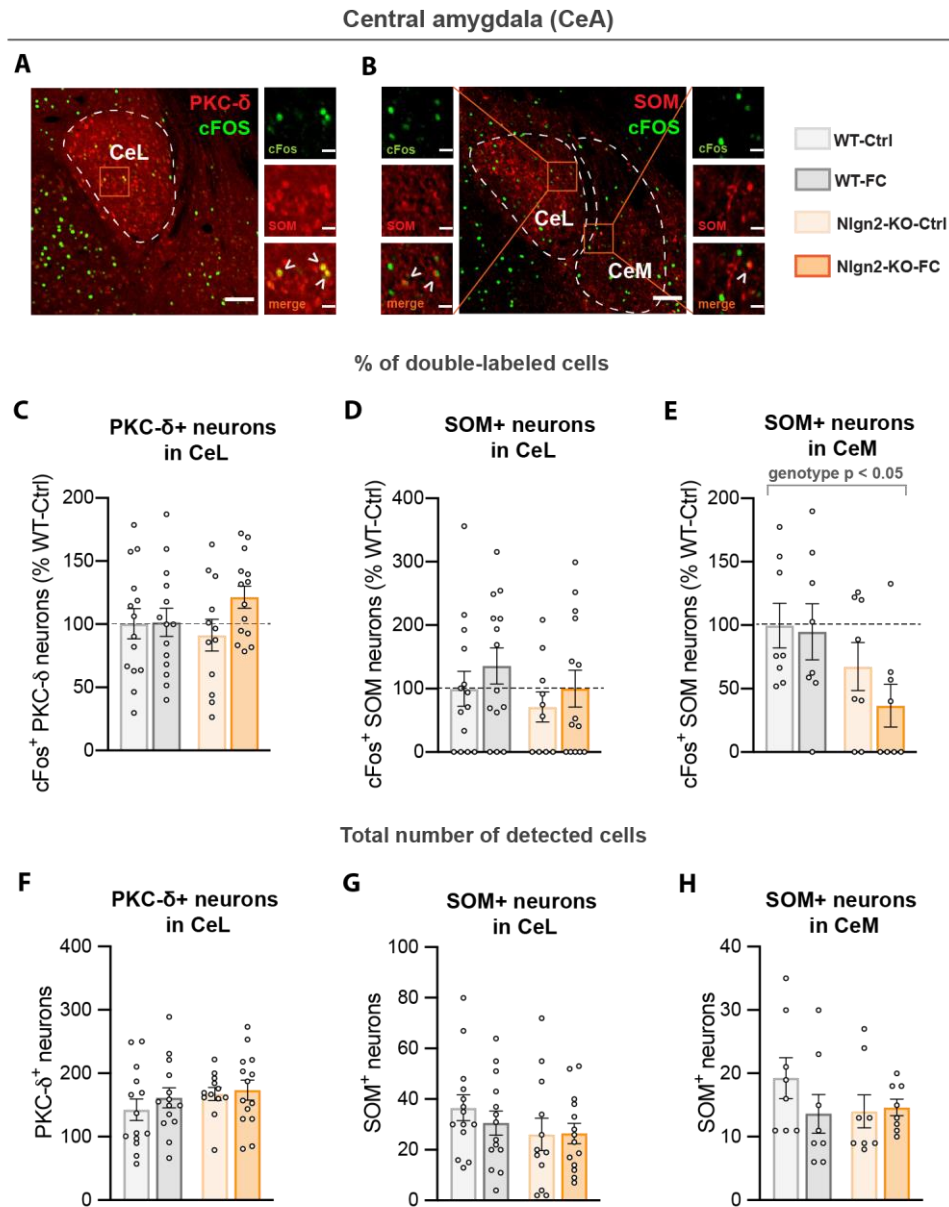 Central amygdala (CeA)
A
PKC-δ
cFOS
CeL
cFos
SOM
merge
B
cFos
SOM
merge
SOM
cFOS
CeL
CeM
cFos
SOM
merge
WT-Ctrl
WT-FC
Nlgn2-KO-Ctrl
Nlgn2-KO-FC
% of double-labeled cells
C
PKC-δ+ neurons
in CeL
cFos⁺ PKC-δ neurons (% WT-Ctrl)
200
150
100
50
0
D
SOM+ neurons
in CeL
cFos⁺ SOM neurons (% WT-Ctrl)
400
300
200
100
0
E
SOM+ neurons
in CeM
genotype p < 0.05
cFos⁺ SOM neurons (% WT-Ctrl)
200
150
100
50
0
Total number of detected cells
F
PKC-δ+ neurons
in CeL
PKC-δ⁺ neurons
400
300
200
100
0
G
SOM+ neurons
in CeL
SOM⁺ neurons
100
80
60
40
20
0
H
SOM+ neurons
in CeM
SOM⁺ neurons
40
30
20
10
0